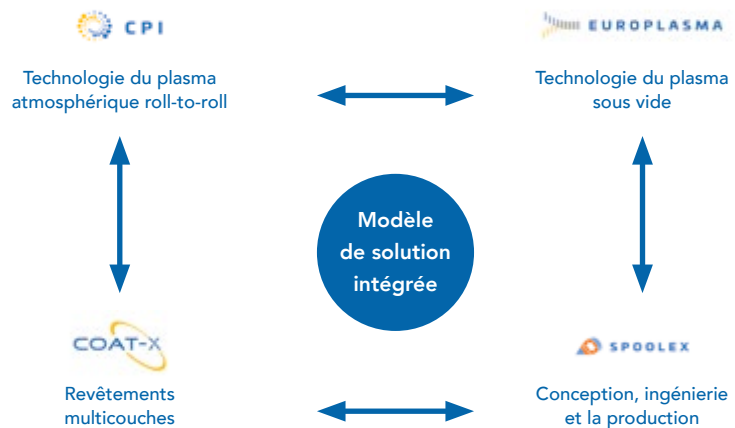 CPI
EUROPLASMA
Technologie du plasma
atmosphérique roll-to-roll
Technologie du plasma
sous vide
Modèle
de solution
intégrée
COAT-X
SPOOLEX
Revêtements
multicouches
Conception, ingénierie
et la production